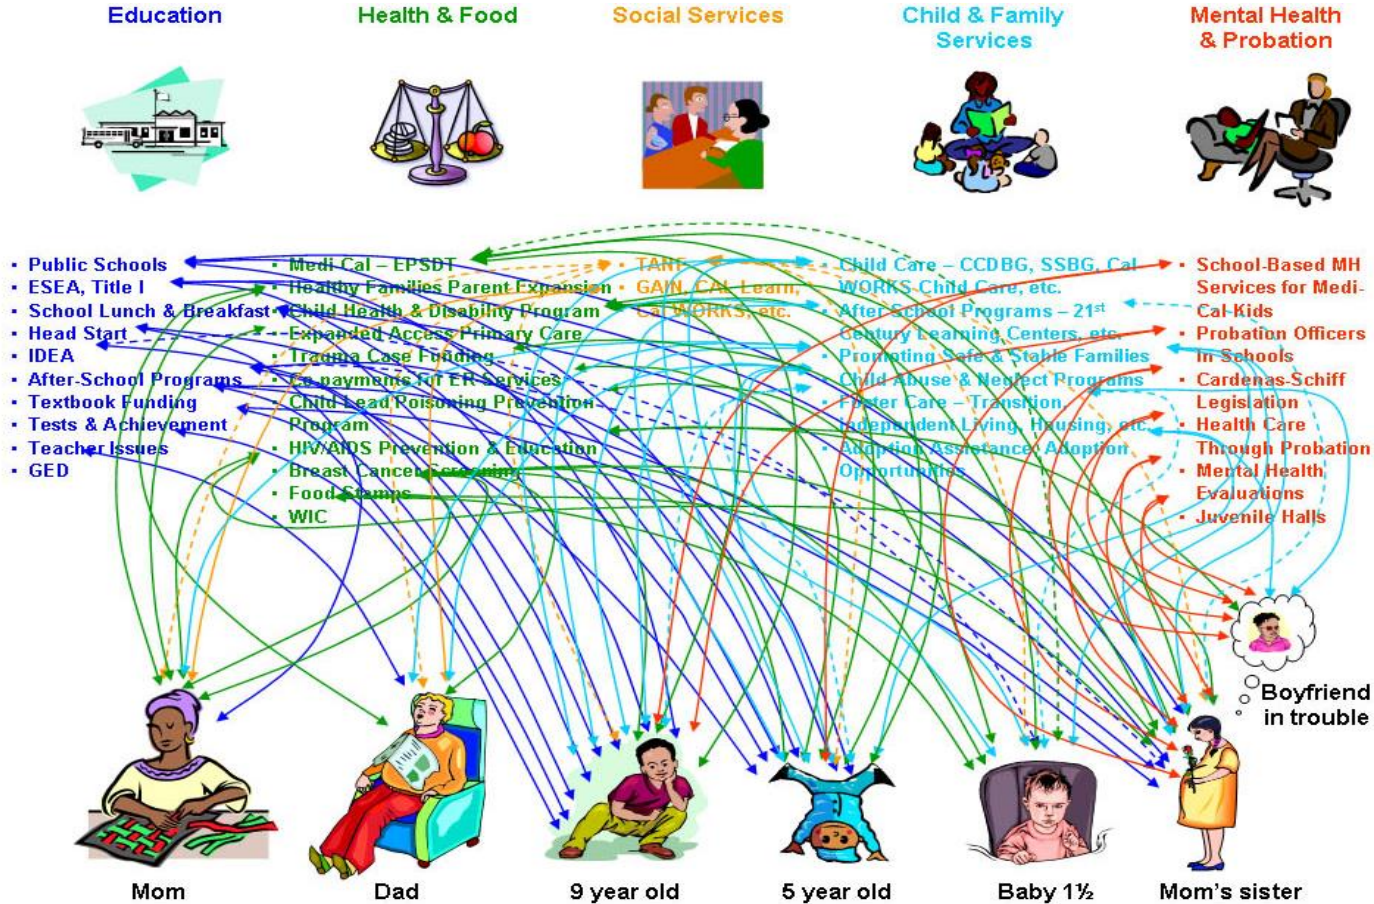 Education
Health & Food
Social Services
Child & Family
Services
Mental Health
& Probation
Public Schools
ESEA, Title I
School Lunch & Breakfast
Head Start
IDEA
After-School Programs
Textbook Funding
Tests & Achievement
Teacher Issues
GED
Medi Cal – EPSDT
Healthy Families Parent Expansion
Child Health & Disability Program
Expanded Access Primary Care
Trauma Case Funding
Co-payments for ER Services
Child Lead Poisoning Prevention
Program
HIV/AIDS Prevention & Education
Breast Cancer Screening
Food Stamps
WIC
TANF
GAIN, CAL Learn,
Cal WORKS, etc.
Child Care – CCDBG, SSBG, Cal
WORKS Child Care, etc.
After School Programs – 21st
Century Learning Centers, etc.
Promoting Safe & Stable Families
Child Abuse & Neglect Programs
Foster Care – Transition,
Independent Living, Housing, etc.
Adoption Assistance, Adoption
Opportunities
School-Based MH
Services for Medi-
Cal Kids
Probation Officers
in Schools
Cardenas-Schiff
Legislation
Health Care
Through Probation
Mental Health
Evaluations
Juvenile Halls
Boyfriend
in trouble
Mom
Dad
9 year old
5 year old
Baby 1½
Mom's sister